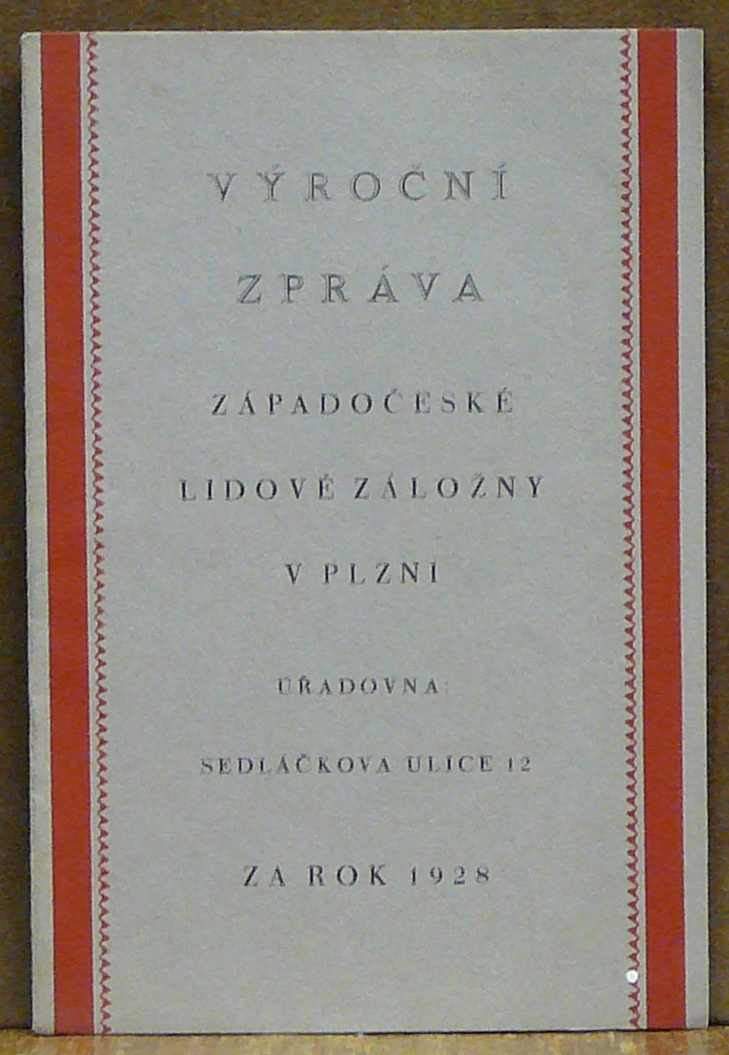 VÝROČNÍ
ZPRÁVA
ZÁPADOČESKÉ
LIDOVÉ ZÁLOŽNY
V PLZNI
ÚŘADOVNA
SEDLÁČKOVA ULICE 12
ZA ROK 1928